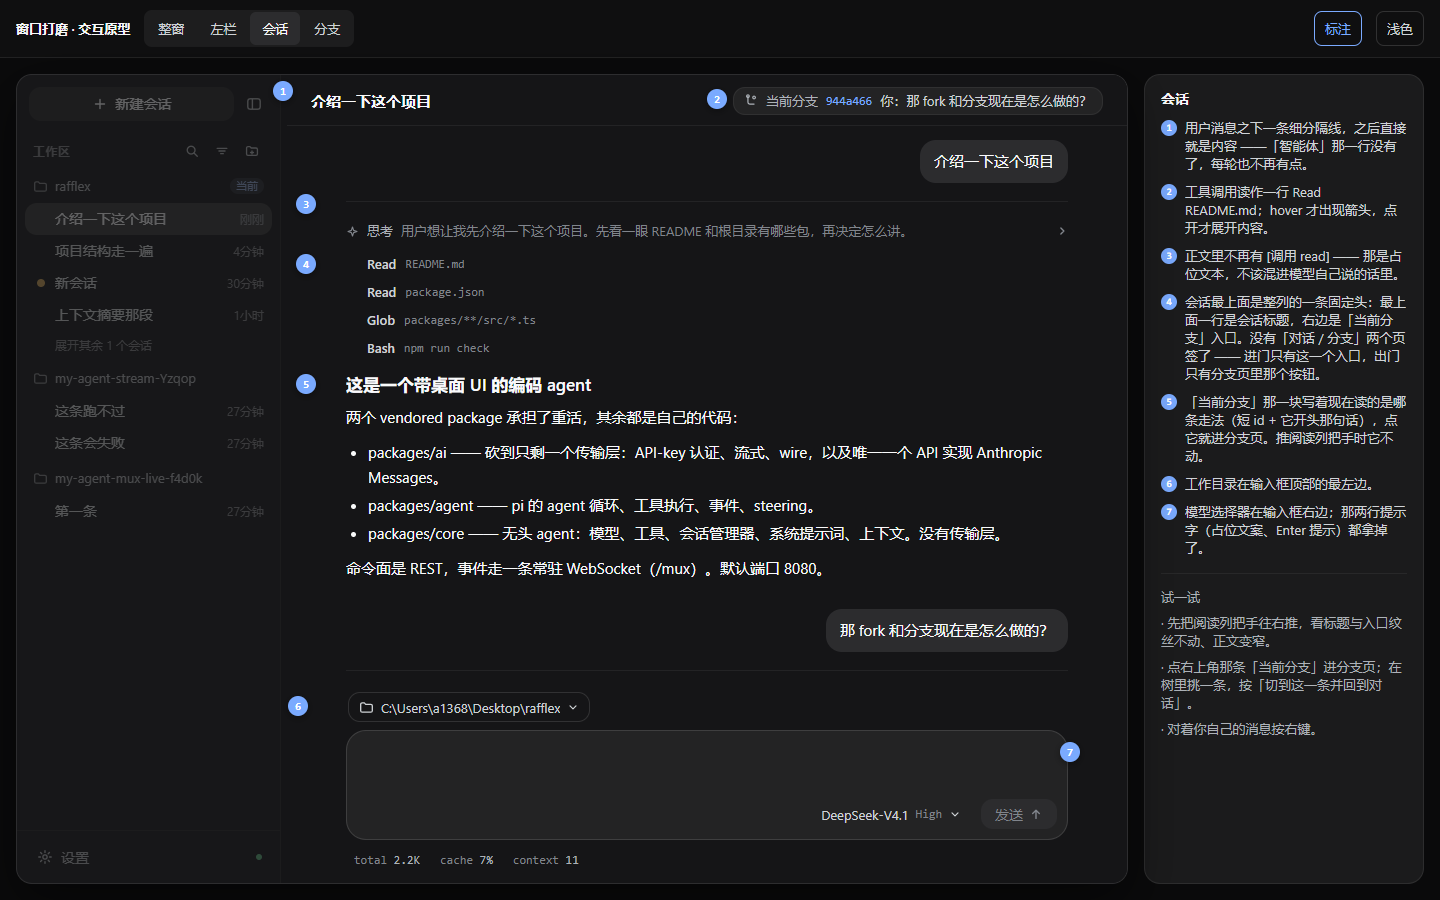 窗口打磨 · 交互原型
整窗
左栏
会话
分支
标注
浅色
新建会话
工作区
rafflex
当前
介绍一下这个项目
刚刚
项目结构走一遍
4分钟
新会话
30分钟
上下文摘要那段
1小时
展开其余 1 个会话
my-agent-stream-Yzqop
这条跑不过
27分钟
这条会失败
27分钟
my-agent-mux-live-f4d0k
第一条
27分钟
设置
1
介绍一下这个项目
2
当前分支 944a466 你：那 fork 和分支现在是怎么做的？
介绍一下这个项目
3
思考 用户想让我先介绍一下这个项目。先看一眼 README 和根目录有哪些包，再决定怎么讲。
4
Read README.md
Read package.json
Glob packages/**/src/*.ts
Bash npm run check
5
这是一个带桌面 UI 的编码 agent
两个 vendored package 承担了重活，其余都是自己的代码：
• packages/ai —— 砍到只剩一个传输层：API-key 认证、流式、wire，以及唯一一个 API 实现 Anthropic
Messages。
• packages/agent —— pi 的 agent 循环、工具执行、事件、steering。
• packages/core —— 无头 agent：模型、工具、会话管理器、系统提示词、上下文。没有传输层。
命令面是 REST，事件走一条常驻 WebSocket（/mux）。默认端口 8080。
那 fork 和分支现在是怎么做的？
6
C:\Users\a1368\Desktop\rafflex
7
DeepSeek-V4.1 High
发送
total 2.2K cache 7% context 11
会话
1 用户消息之下一条细分隔线，之后直接
就是内容 ——「智能体」那一行没有
了，每轮也不再有点。
2 工具调用读作一行 Read
README.md；hover 才出现箭头，点
开才展开内容。
3 正文里不再有 [调用 read] —— 那是占
位文本，不该混进模型自己说的话里。
4 会话最上面是整列的一条固定头：最上
面一行是会话标题，右边是「当前分
支」入口。没有「对话 / 分支」两个页
签了 —— 进门只有这一个入口，出门
只有分支页里那个按钮。
5 「当前分支」那一块写着现在读的是哪
条走法（短 id + 它开头那句话），点
它就进分支页。推阅读列把手时它不
动。
6 工作目录在输入框顶部的最左边。
7 模型选择器在输入框右边；那两行提示
字（占位文案、Enter 提示）都拿掉
了。
试一试
· 先把阅读列把手往右推，看标题与入口纹
丝不动、正文变窄。
· 点右上角那条「当前分支」进分支页；在
树里挑一条，按「切到这一条并回到对
话」。
· 对着你自己的消息按右键。